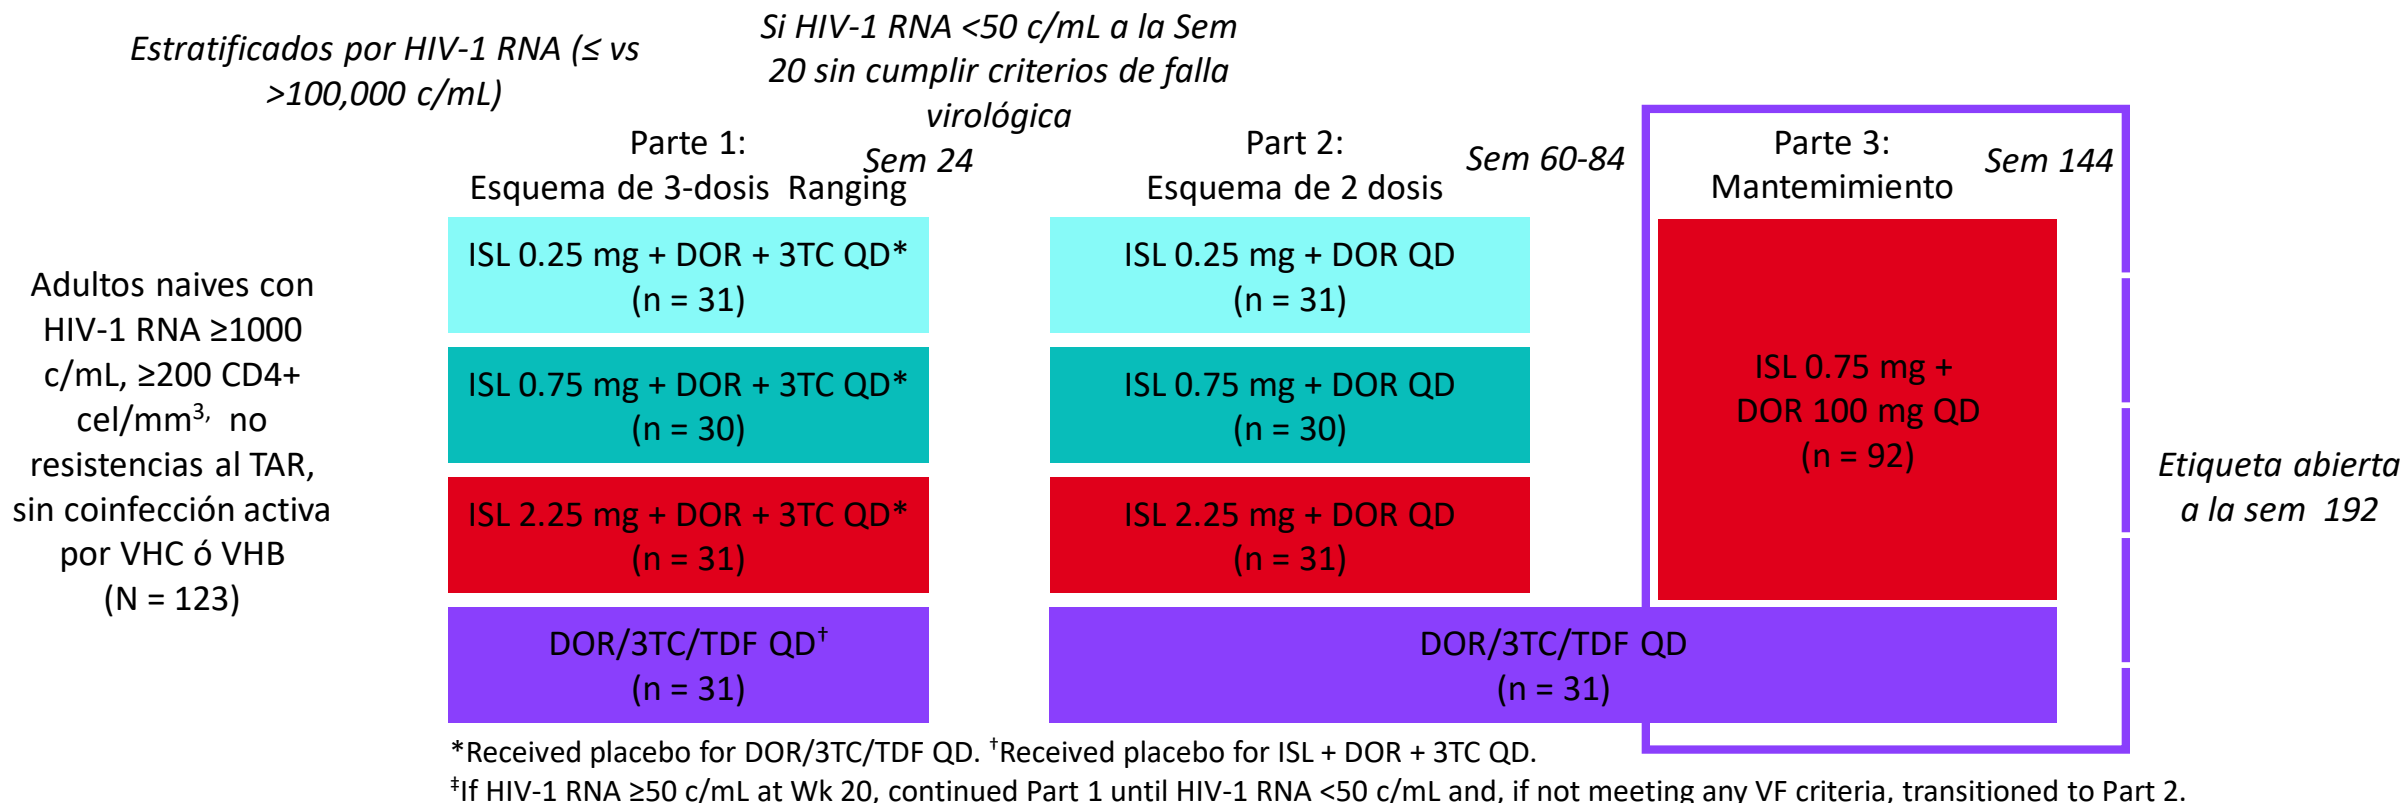 Estratificados por HIV-1 RNA (≤ vs
>100,000 c/mL)
Si HIV-1 RNA <50 c/mL a la Sem
20 sin cumplir criterios de falla
virológica
Parte 1:
Esquema de 3-dosis Ranging
Sem 24
Part 2:
Esquema de 2 dosis
Sem 60-84
Parte 3:
Mantemimiento
Sem 144
Adultos naives con
HIV-1 RNA ≥1000
c/mL, ≥200 CD4+
cel/mm³, no
resistencias al TAR,
sin coinfección activa
por VHC ó VHB
(N = 123)
ISL 0.25 mg + DOR + 3TC QD*
(n = 31)
ISL 0.75 mg + DOR + 3TC QD*
(n = 30)
ISL 2.25 mg + DOR + 3TC QD*
(n = 31)
DOR/3TC/TDF QD†
(n = 31)
ISL 0.25 mg + DOR QD
(n = 31)
ISL 0.75 mg + DOR QD
(n = 30)
ISL 2.25 mg + DOR QD
(n = 31)
DOR/3TC/TDF QD
(n = 31)
ISL 0.75 mg +
DOR 100 mg QD
(n = 92)
Etiqueta abierta
a la sem 192
*Received placebo for DOR/3TC/TDF QD. †Received placebo for ISL + DOR + 3TC QD.
‡If HIV-1 RNA ≥50 c/mL at Wk 20, continued Part 1 until HIV-1 RNA <50 c/mL and, if not meeting any VF criteria, transitioned to Part 2.